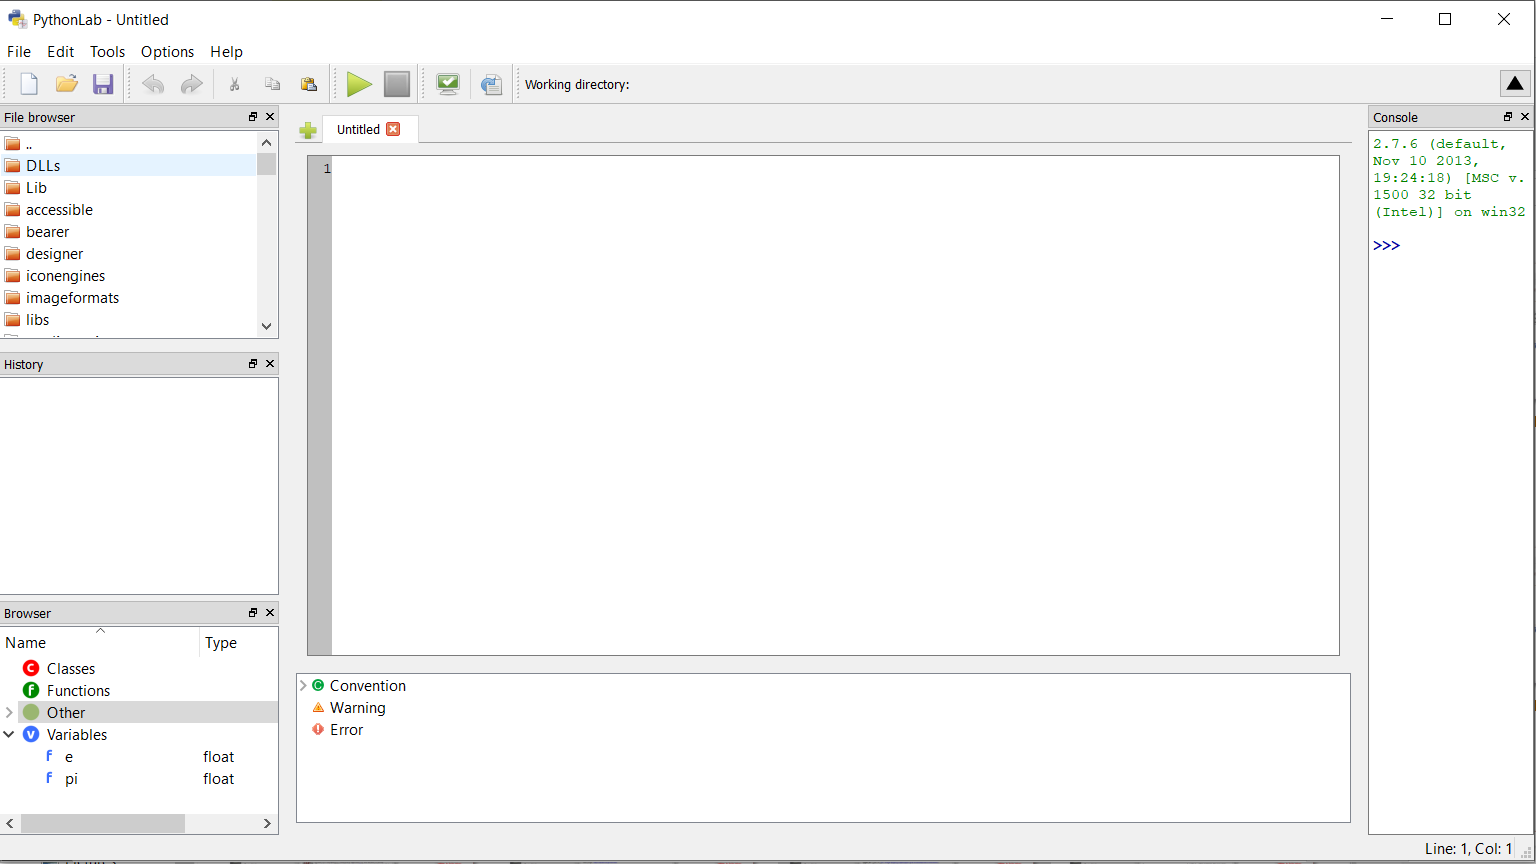 PythonLab - Untitled
File Edit Tools Options Help
Working directory:
File browser
..
DLLs
Lib
accessible
bearer
designer
iconengines
imageformats
libs
History
Browser
Name Type
Classes
Functions
Other
Variables
e float
pi float
Untitled
1
Convention
Warning
Error
Console
2.7.6 (default,
Nov 10 2013,
19:24:18) [MSC v.
1500 32 bit
(Intel)] on win32
>>>
Line: 1, Col: 1